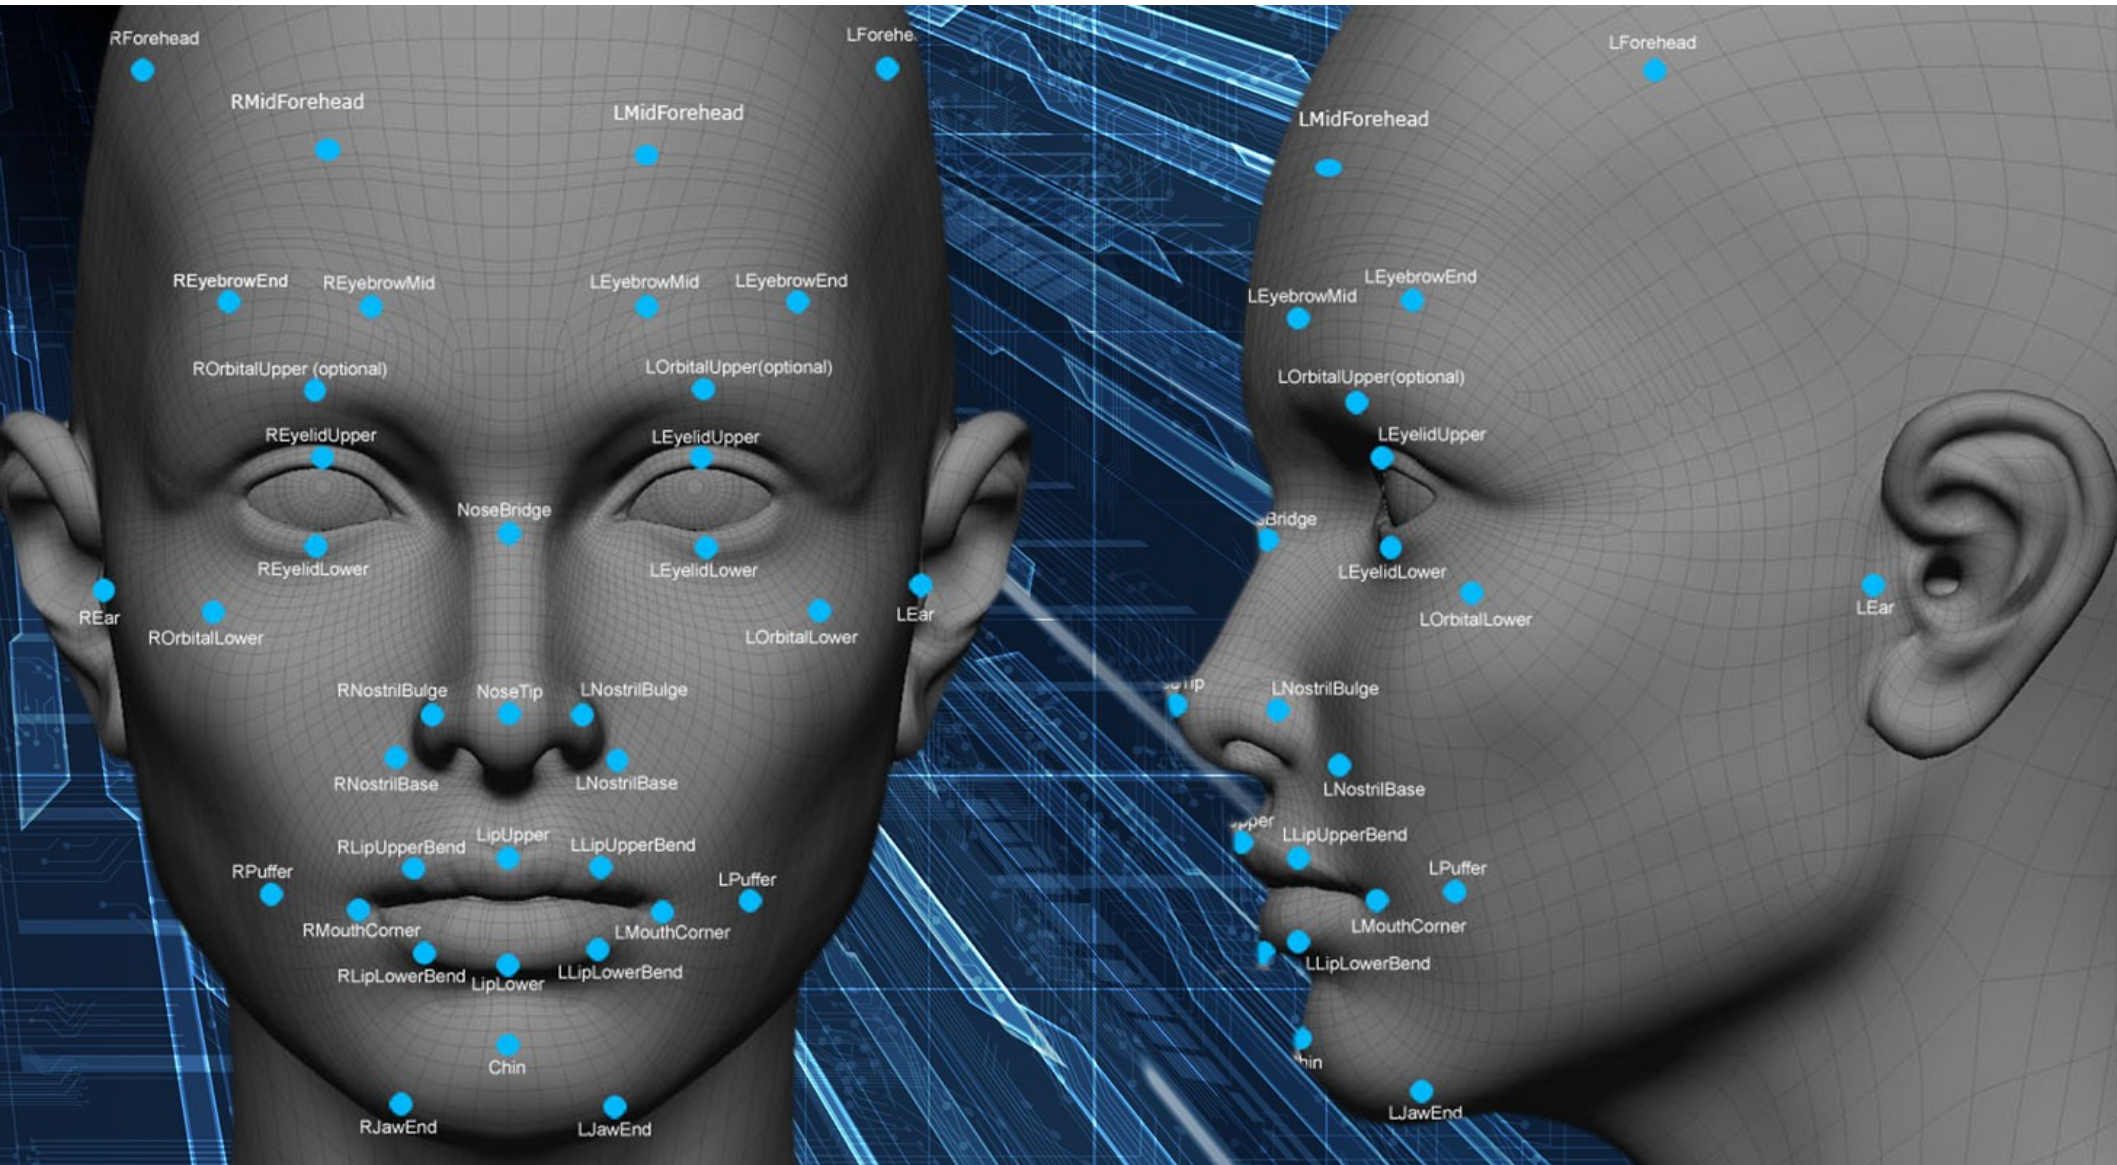 RForehead
LForehe
RMidForehead
LMidForehead
REyebrowEnd
REyebrowMid
LEyebrowMid
LEyebrowEnd
ROrbitalUpper (optional)
LOrbitalUpper(optional)
REyelidUpper
LEyelidUpper
NoseBridge
REyelidLower
LEyelidLower
REar
LEar
ROrbitalLower
LOrbitalLower
RNostrilBulge
NoseTip
LNostrilBulge
RNostrilBase
LNostrilBase
LipUpper
RLipUpperBend
LLipUpperBend
RPuffer
LPuffer
RMouthCorner
LMouthCorner
RLipLowerBend
LipLower
LLipLowerBend
Chin
RJawEnd
LJawEnd
LForehead
LMidForehead
LEyebrowEnd
LEyebrowMid
LOrbitalUpper(optional)
LEyelidUpper
Bridge
LEyelidLower
LEar
LOrbitalLower
LNostrilBulge
LNostrilBase
pper
LLipUpperBend
LPuffer
LMouthCorner
LLipLowerBend
hin
LJawEnd